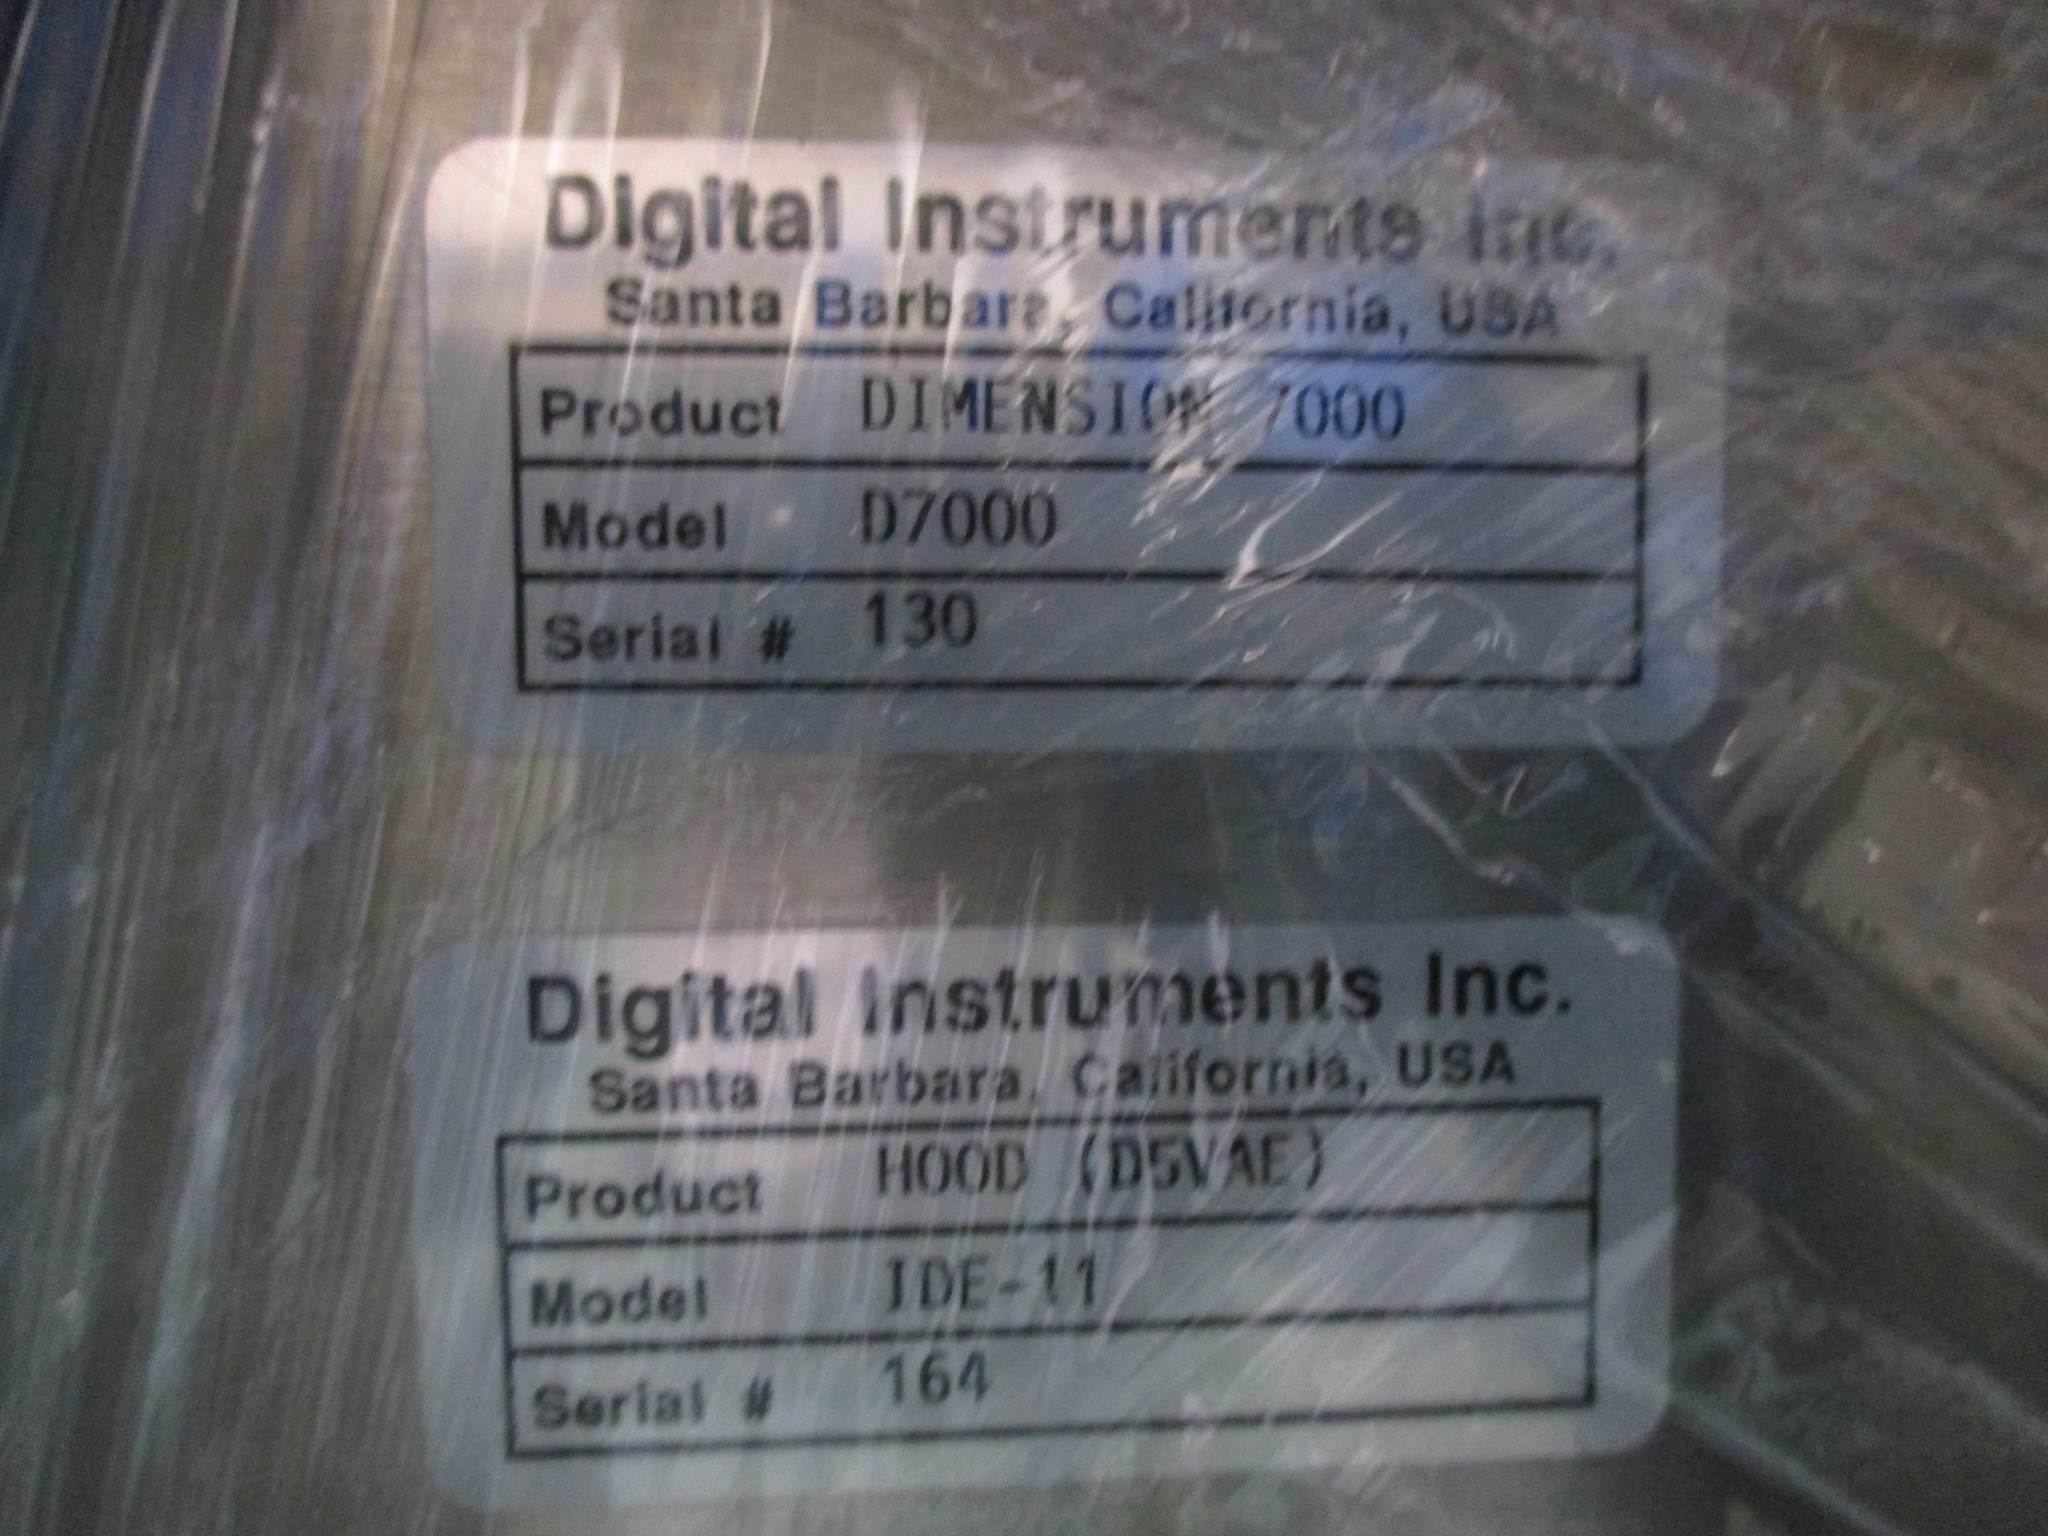 Digital Instruments Inc.
Santa Barbara, California, USA
Product DIMENSION 7000
Model D7000
Serial # 130
Digital Instruments Inc.
Santa Barbara, California, USA
Product HOOD (D5VAE)
Model IDE-11
Serial # 164